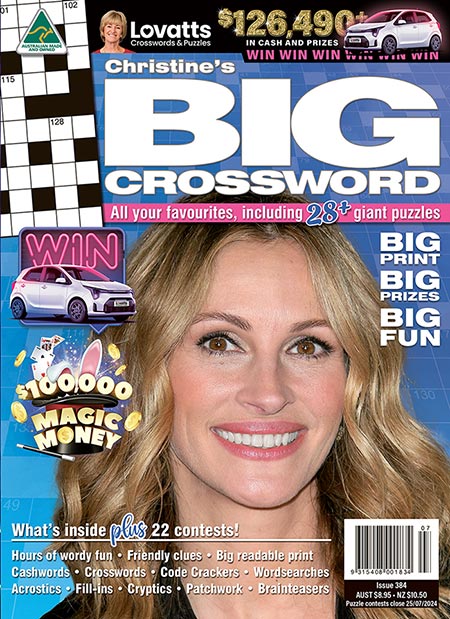 01
102
115
128
AUSTRALIAN MADE
AND OWNED
Lovatts
Crosswords & Puzzles
$126,490+
IN CASH AND PRIZES
WIN WIN WIN WIN WIN WIN
Christine's
BIG
CROSSWORD
All your favourites, including 28+ giant puzzles
WIN
BIG
PRINT
BIG
PRIZES
BIG
FUN
$100,000
MAGIC
MONEY
130
149
What's inside plus 22 contests!
Hours of wordy fun • Friendly clues • Big readable print
Cashwords • Crosswords • Code Crackers • Wordsearches
Acrostics • Fill-ins • Cryptics • Patchwork • Brainteasers
07
9 315408 001834
Issue 384
AUST $8.95 • NZ $10.50
Puzzle contests close 25/07/2024